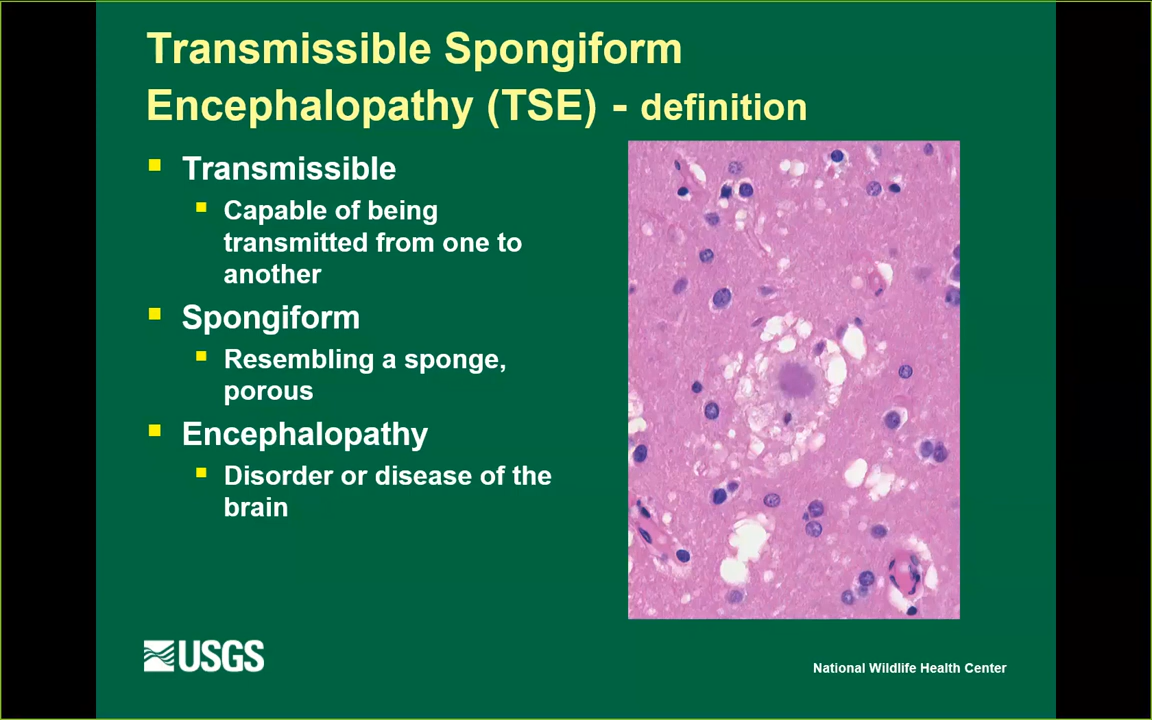 Transmissible Spongiform
Encephalopathy (TSE) - definition
Transmissible
Capable of being
transmitted from one to
another
Spongiform
Resembling a sponge,
porous
Encephalopathy
Disorder or disease of the
brain
USGS
National Wildlife Health Center